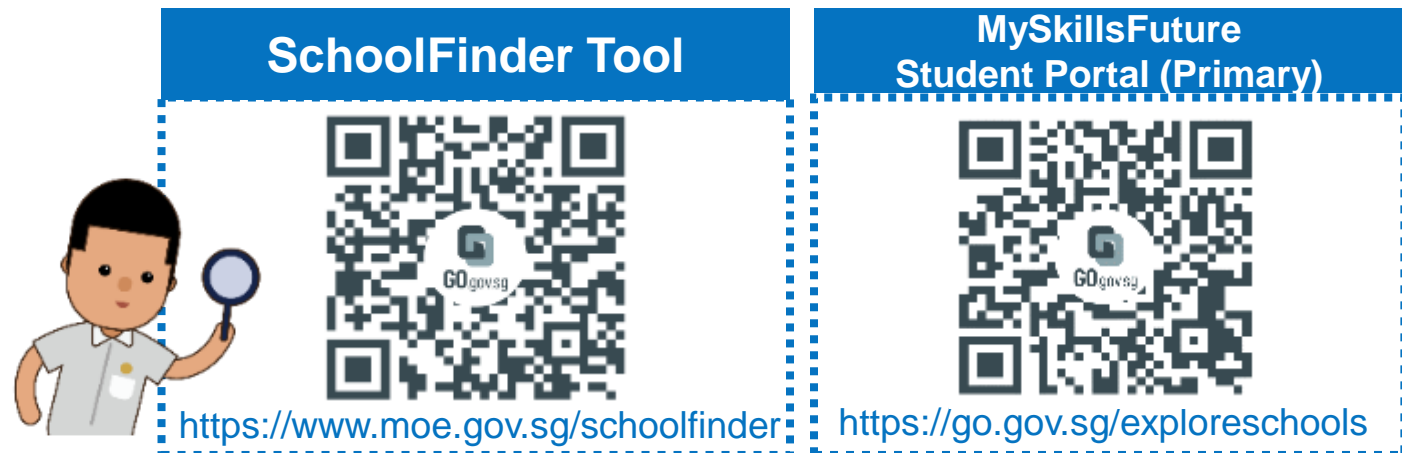 SchoolFinder Tool
GOgovsg
https://www.moe.gov.sg/schoolfinder
MySkillsFuture
Student Portal (Primary)
GOgovsg
https://go.gov.sg/exploreschools